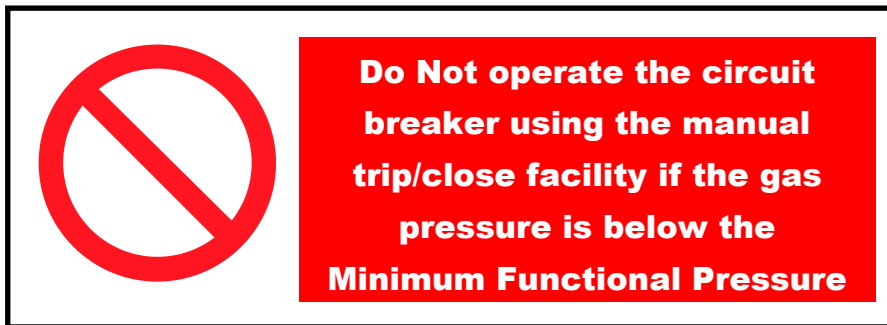 Do Not operate the circuit
breaker using the manual
trip/close facility if the gas
pressure is below the
Minimum Functional Pressure